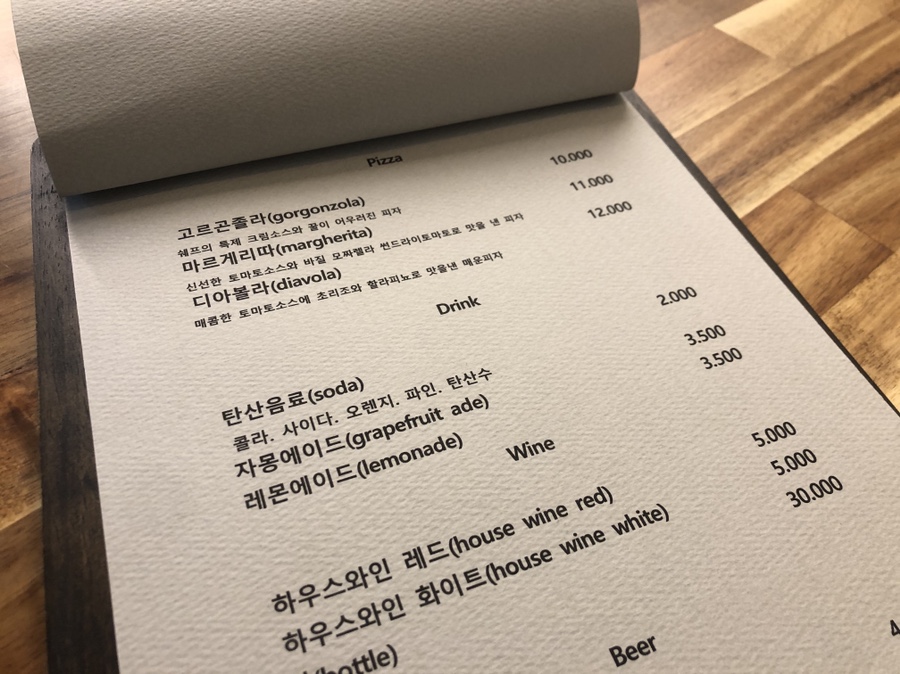 Pizza
고르곤졸라(gorgonzola) 10.000
쉐프의 특제 크림소스와 꿀이 어우러진 피자
마르게리따(margherita) 11.000
신선한 토마토소스와 바질 모짜렐라 썬드라이토마토로 맛을 낸 피자
디아볼라(diavola) 12.000
매콤한 토마토소스에 초리조와 할라피뇨로 맛을낸 매운피자
Drink
탄산음료(soda) 2.000
콜라. 사이다. 오렌지. 파인. 탄산수
자몽에이드(grapefruit ade) 3.500
레몬에이드(lemonade) 3.500
Wine
하우스와인 레드(house wine red) 5.000
하우스와인 화이트(house wine white) 5.000
(bottle) 30.000
Beer